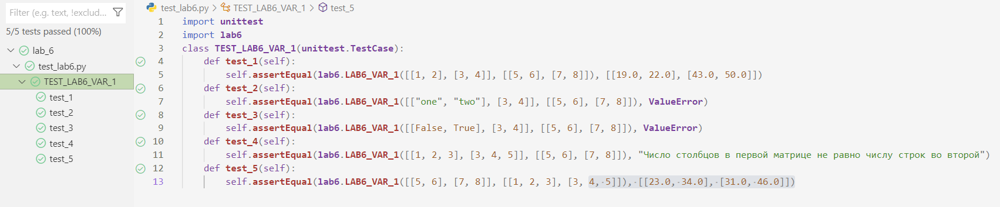 Filter (e.g. text, !exclud...
5/5 tests passed (100%)
lab_6
test_lab6.py
TEST_LAB6_VAR_1
test_1
test_2
test_3
test_4
test_5
test_lab6.py > TEST_LAB6_VAR_1 > test_5
1 import unittest
2 import lab6
3 class TEST_LAB6_VAR_1(unittest.TestCase):
4 def test_1(self):
5 self.assertEqual(lab6.LAB6_VAR_1([[1, 2], [3, 4]], [[5, 6], [7, 8]]), [[19.0, 22.0], [43.0, 50.0]])
6 def test_2(self):
7 self.assertEqual(lab6.LAB6_VAR_1([["one", "two"], [3, 4]], [[5, 6], [7, 8]]), ValueError)
8 def test_3(self):
9 self.assertEqual(lab6.LAB6_VAR_1([[False, True], [3, 4]], [[5, 6], [7, 8]]), ValueError)
10 def test_4(self):
11 self.assertEqual(lab6.LAB6_VAR_1([[1, 2, 3], [3, 4, 5]], [[5, 6], [7, 8]]), "Число столбцов в первой матрице не равно числу строк во второй")
12 def test_5(self):
13 self.assertEqual(lab6.LAB6_VAR_1([[5, 6], [7, 8]], [[1, 2, 3], [3, 4, 5]]), [[23.0, 34.0], [31.0, 46.0]])